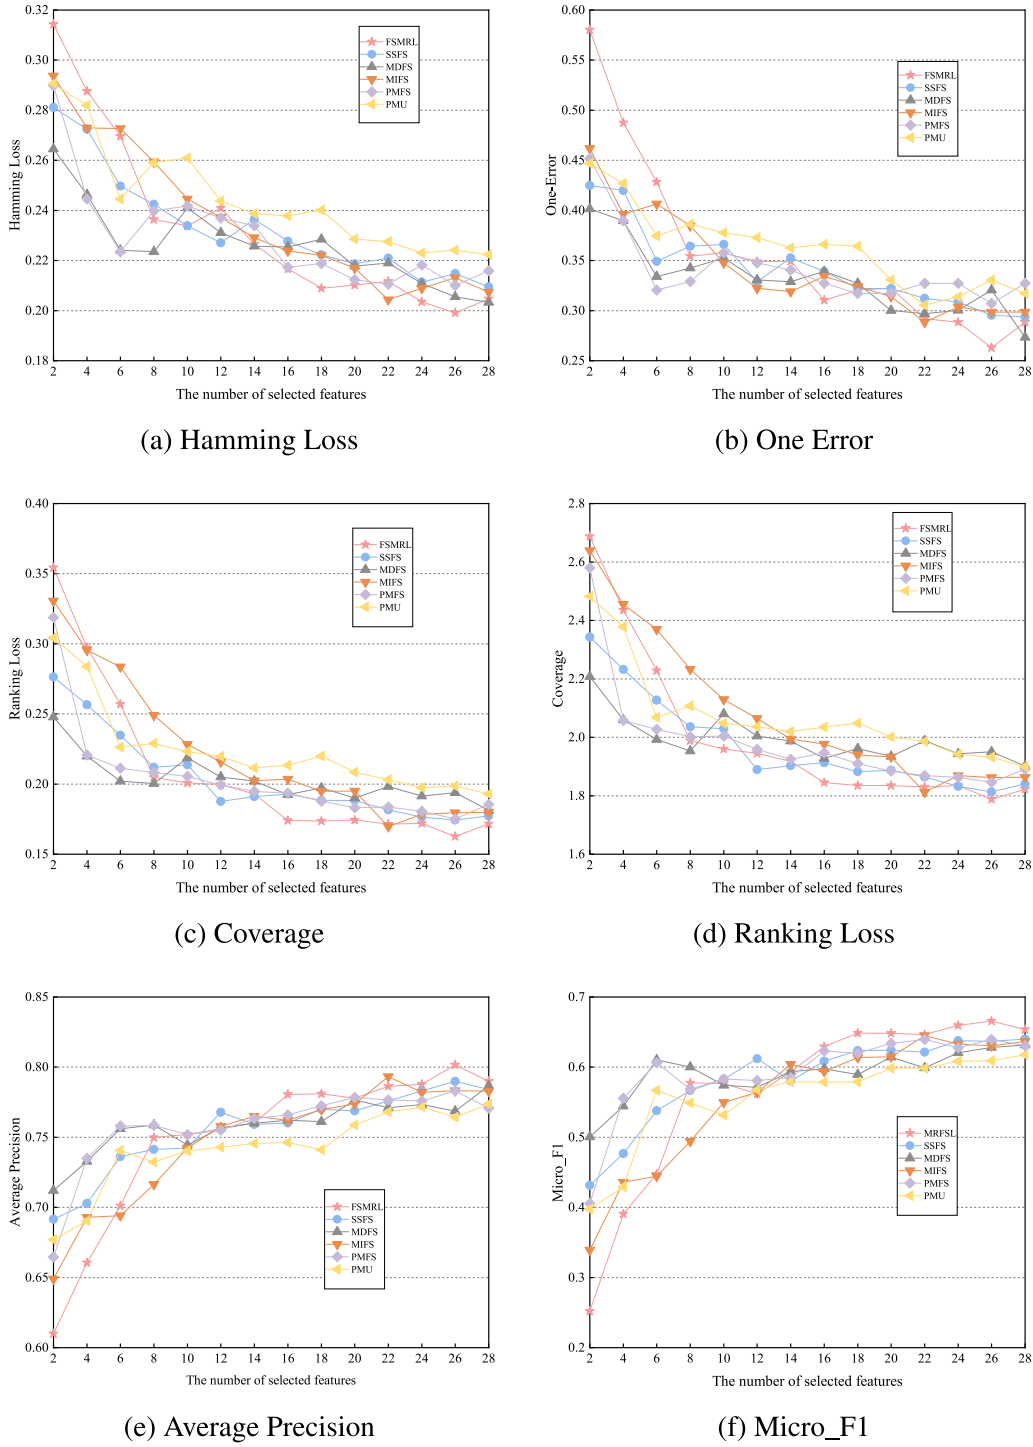 0.32
0.30
0.28
0.26
0.24
0.22
0.20
0.18
Hamming Loss
FSMRL
SSFS
MDFS
MIFS
PMFS
PMU
2 4 6 8 10 12 14 16 18 20 22 24 26 28
The number of selected features
(a) Hamming Loss
0.60
0.55
0.50
0.45
0.40
0.35
0.30
0.25
One-Error
FSMRL
SSFS
MDFS
MIFS
PMFS
PMU
2 4 6 8 10 12 14 16 18 20 22 24 26 28
The number of selected features
(b) One Error
0.40
0.35
0.30
0.25
0.20
0.15
Ranking Loss
FSMRL
SSFS
MDFS
MIFS
PMFS
PMU
2 4 6 8 10 12 14 16 18 20 22 24 26 28
The number of selected features
(c) Coverage
2.8
2.6
2.4
2.2
2.0
1.8
1.6
Coverage
FSMRL
SSFS
MDFS
MIFS
PMFS
PMU
2 4 6 8 10 12 14 16 18 20 22 24 26 28
The number of selected features
(d) Ranking Loss
0.85
0.80
0.75
0.70
0.65
0.60
Average Precision
FSMRL
SSFS
MDFS
MIFS
PMFS
PMU
2 4 6 8 10 12 14 16 18 20 22 24 26 28
The number of selected features
(e) Average Precision
0.7
0.6
0.5
0.4
0.3
0.2
Micro_F1
MRFSL
SSFS
MDFS
MIFS
PMFS
PMU
2 4 6 8 10 12 14 16 18 20 22 24 26 28
The number of selected features
(f) Micro_F1